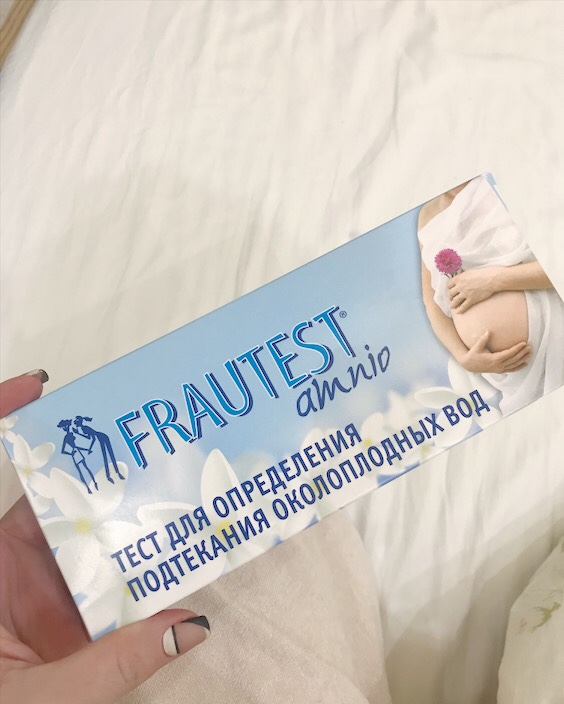 FRAUTEST®
amnio
ТЕСТ ДЛЯ ОПРЕДЕЛЕНИЯ
ПОДТЕКАНИЯ ОКОЛОПЛОДНЫХ ВОД